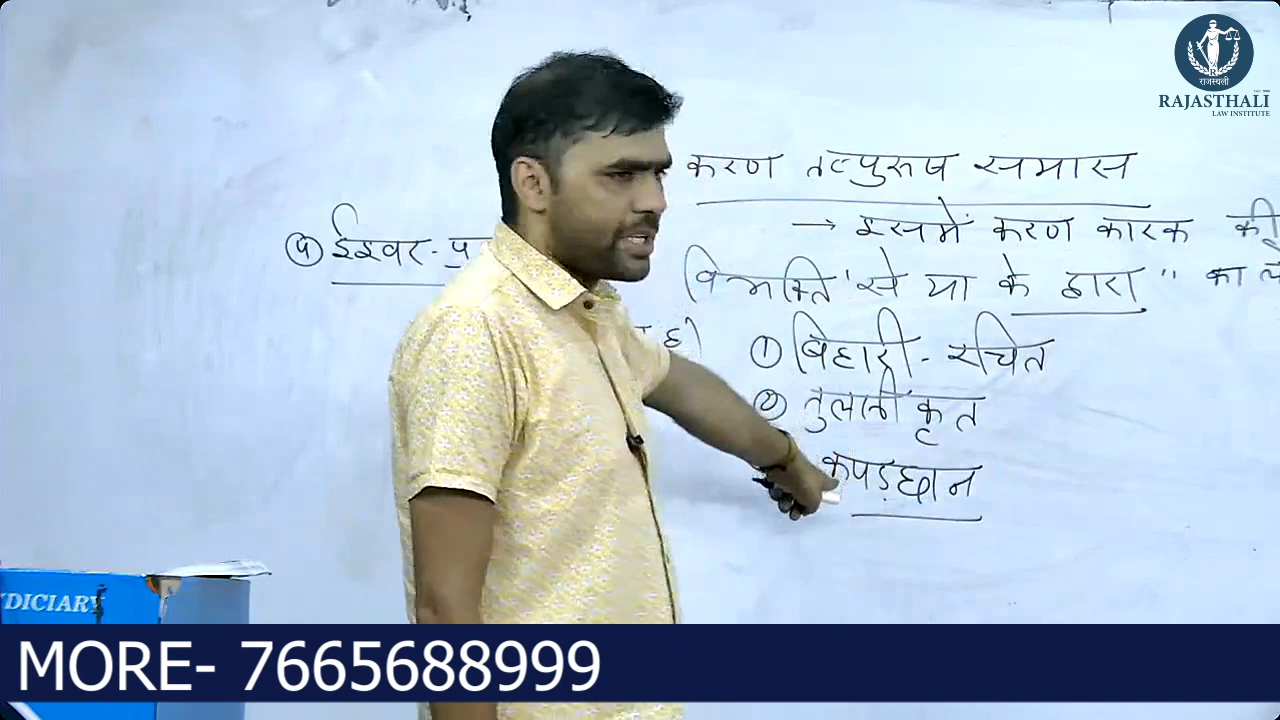 राजस्थली
RAJASTHALI
LAW INSTITUTE
करण तत्पुरुष समास
→ इसमें करण कारक की
विभक्ति "से या के द्वारा" का
① बिहारी - रचित
② तुलसीकृत
कपड़छान
ईश्वर-
DICIARY
MORE- 7665688999